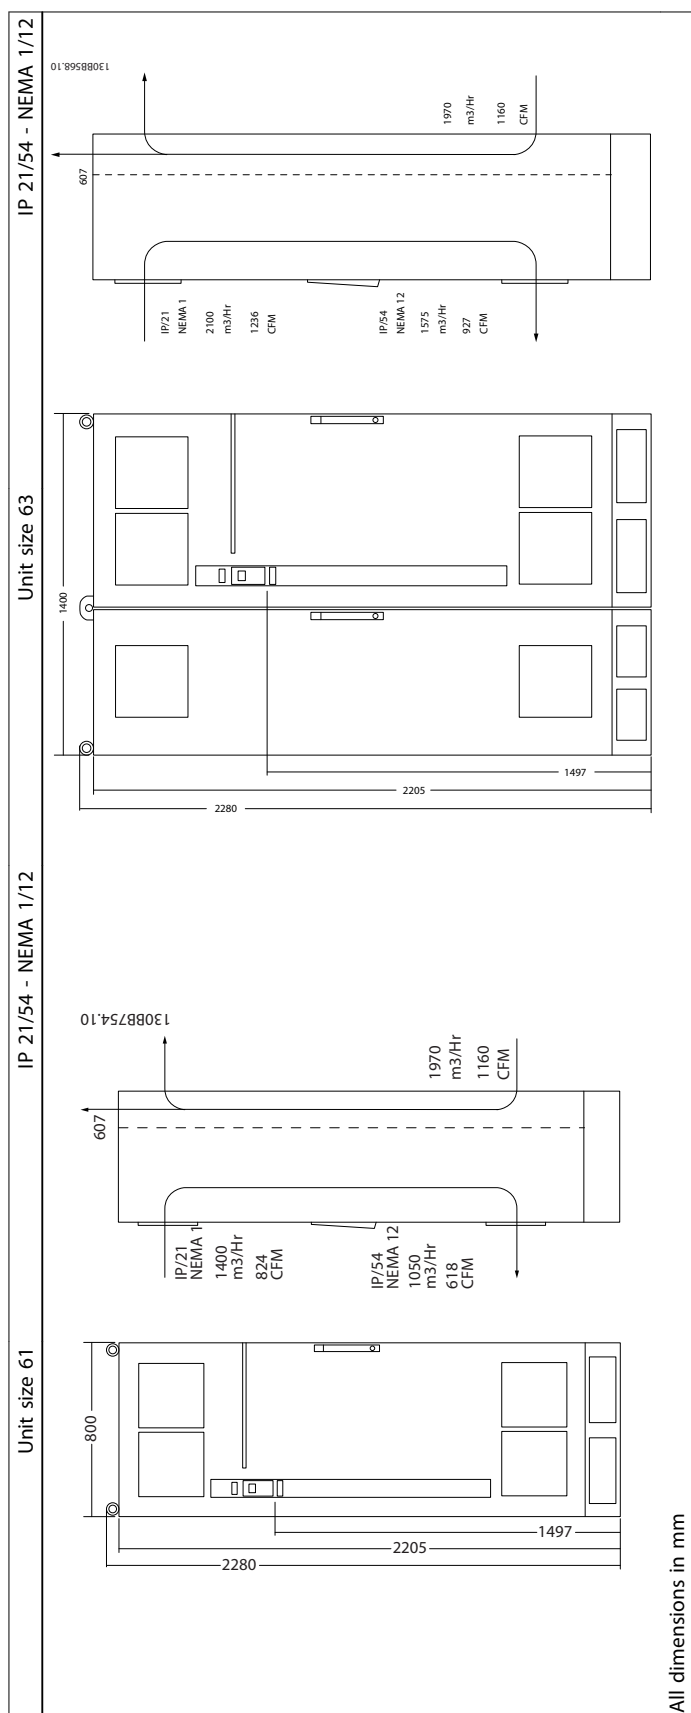 Unit size 61
IP 21/54 - NEMA 1/12
Unit size 63
IP 21/54 - NEMA 1/12
800
2280
2205
1497
IP/21
NEMA 1
1400
m3/Hr
824
CFM
IP/54
NEMA 12
1050
m3/Hr
618
CFM
607
1970
m3/Hr
1160
CFM
130BB754.10
1400
2280
2205
1497
IP/21
NEMA 1
2100
m3/Hr
1236
CFM
IP/54
NEMA 12
1575
m3/Hr
927
CFM
607
1970
m3/Hr
1160
CFM
130BB568.10
All dimensions in mm